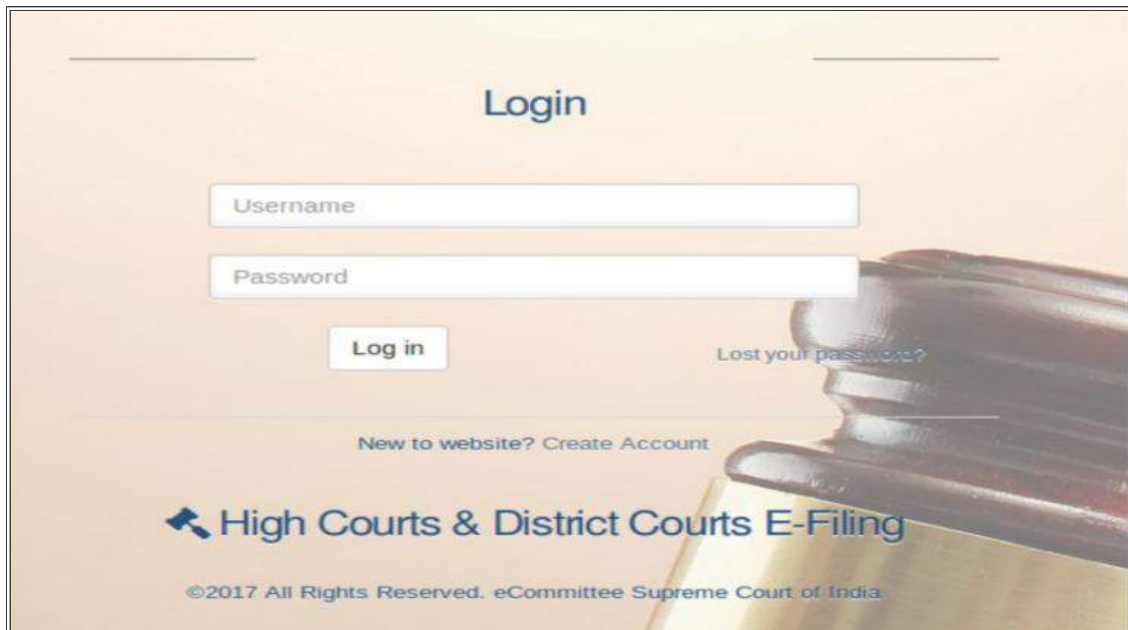 Login
Username
Password
Log in
Lost your password?
New to website? Create Account
High Courts & District Courts E-Filing
©2017 All Rights Reserved. eCommittee Supreme Court of India